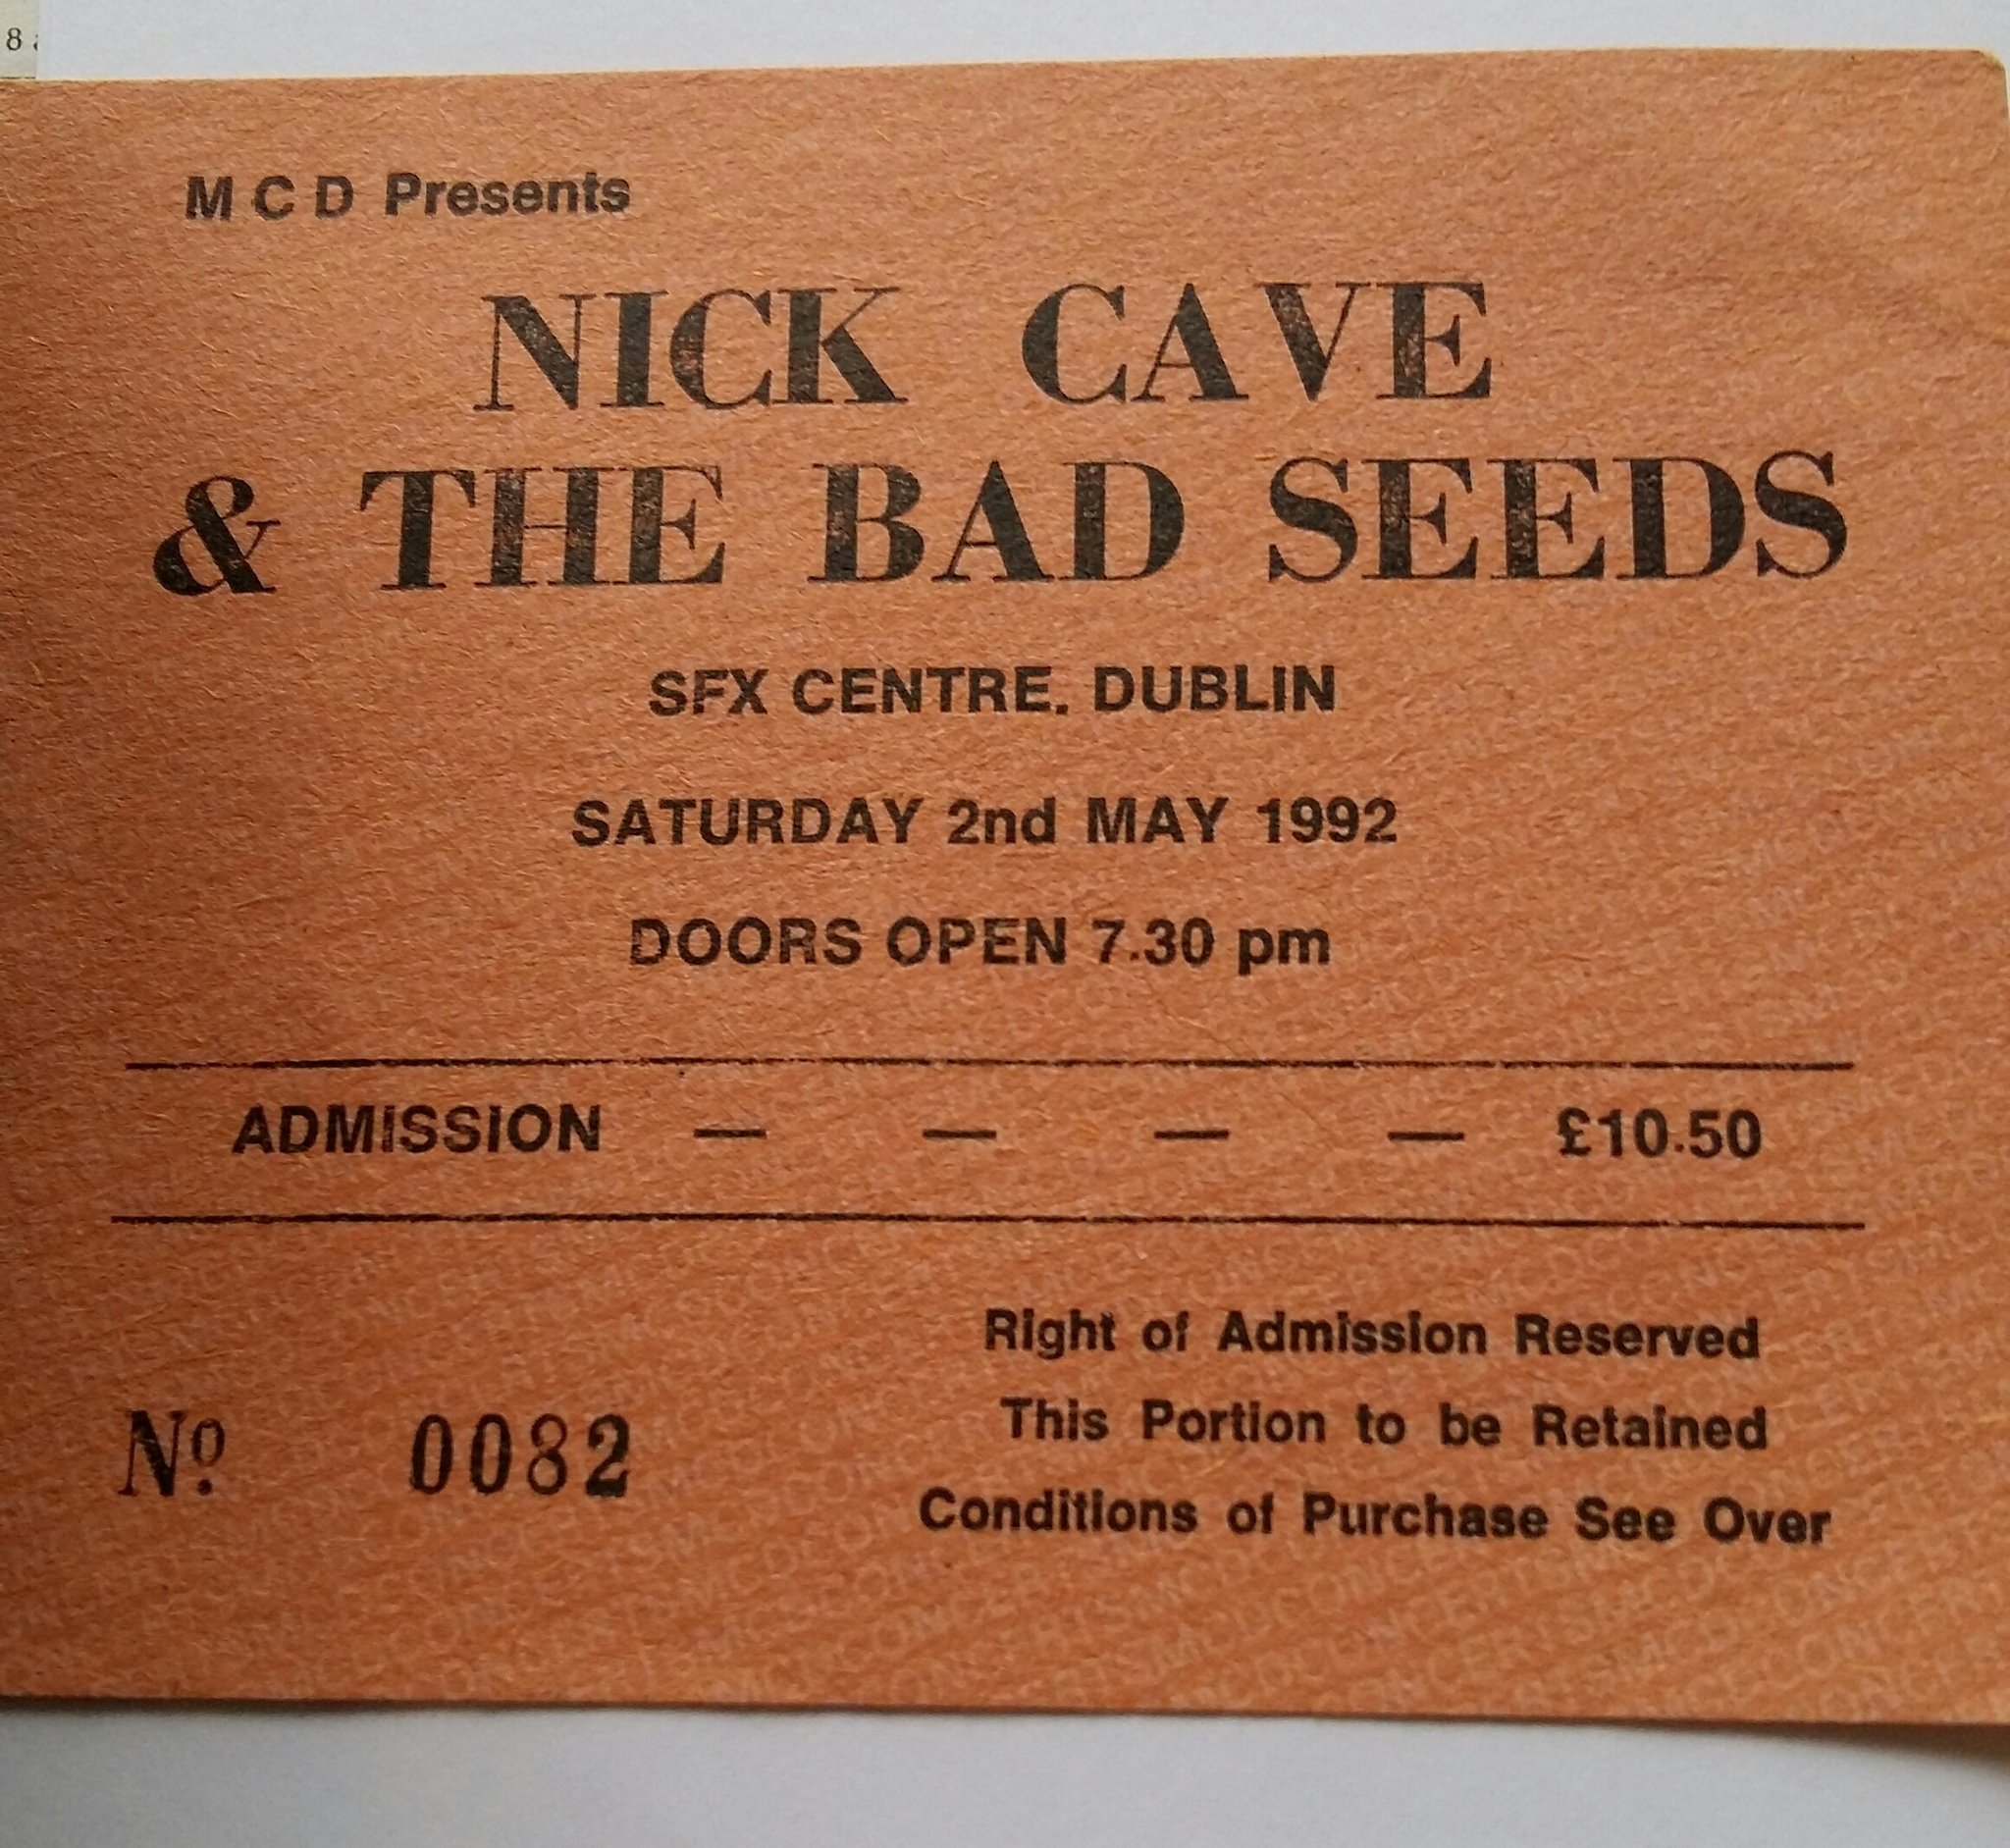 8
M C D Presents
NICK CAVE
& THE BAD SEEDS
SFX CENTRE, DUBLIN
SATURDAY 2nd MAY 1992
DOORS OPEN 7.30 pm
ADMISSION — — — — £10.50
Right of Admission Reserved
This Portion to be Retained
Nº 0082
Conditions of Purchase See Over